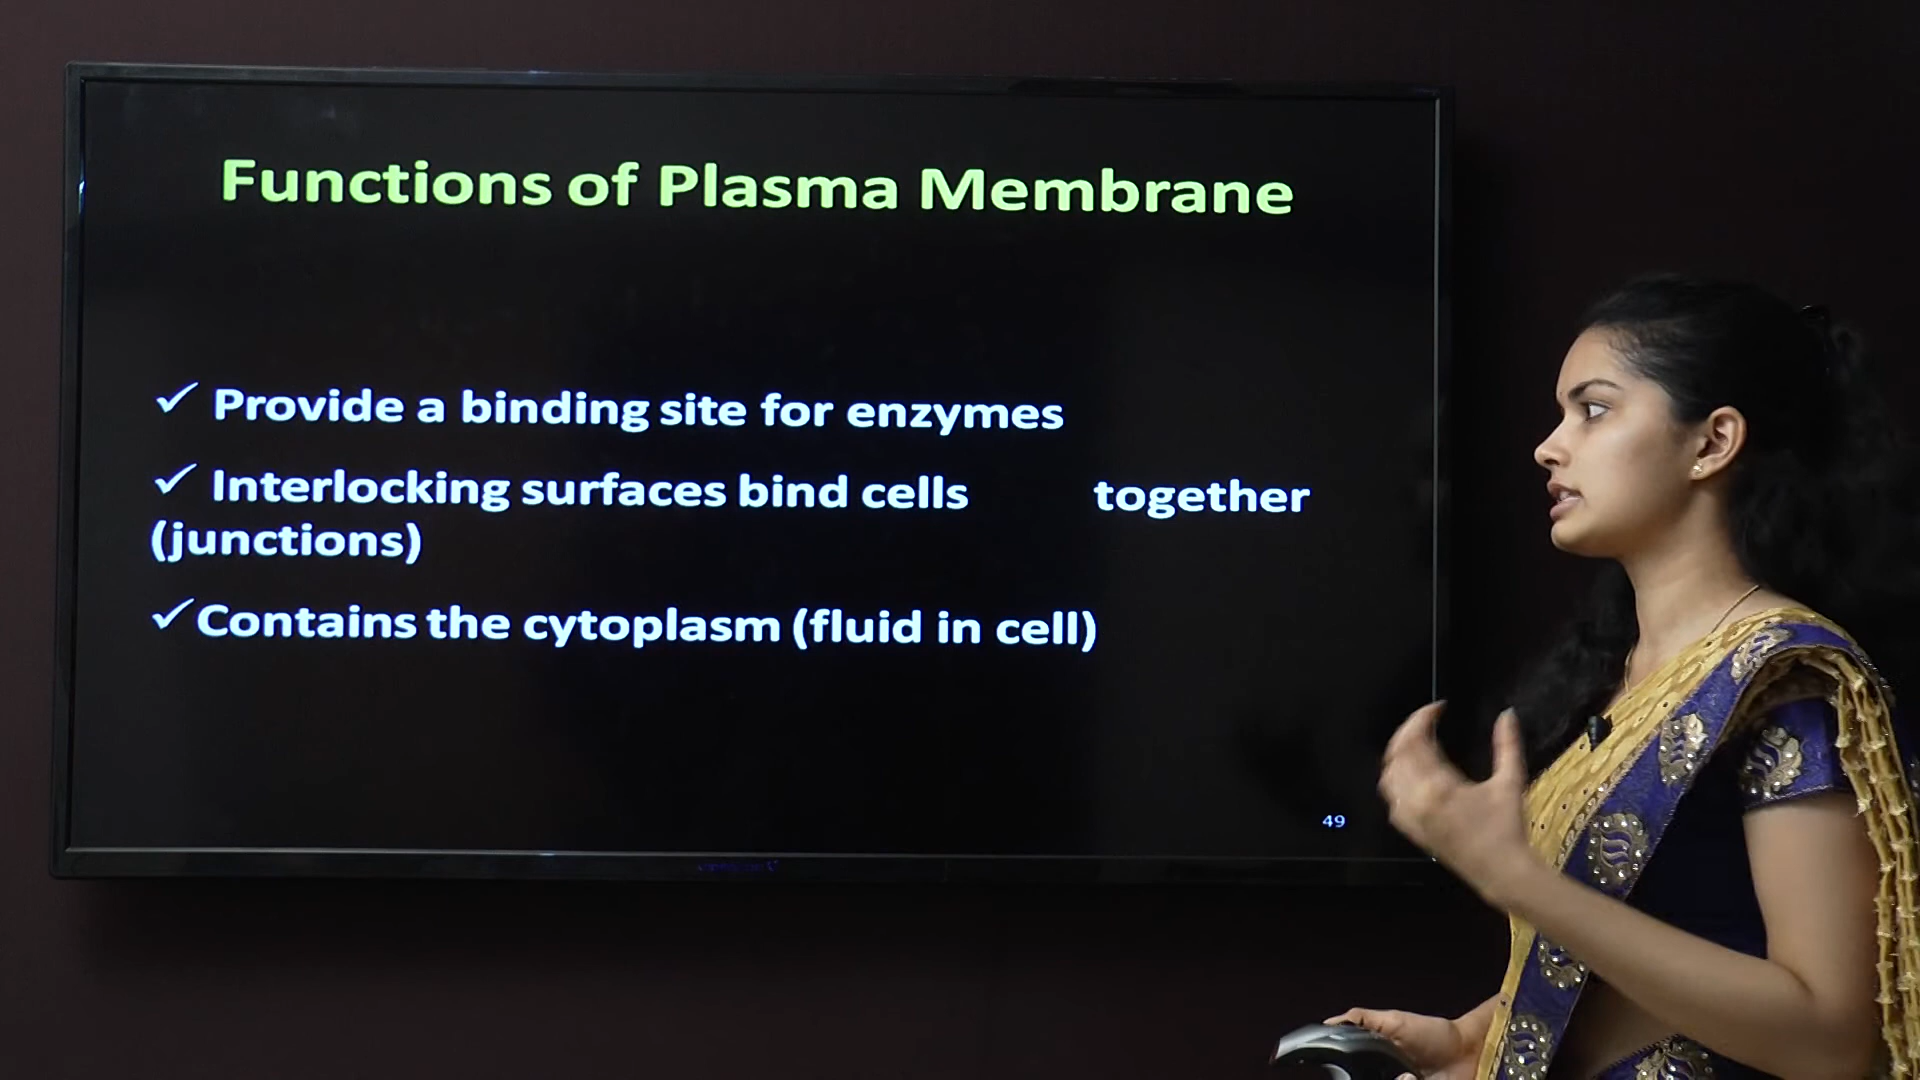 Functions of Plasma Membrane
✓ Provide a binding site for enzymes
✓ Interlocking surfaces bind cells together
(junctions)
✓Contains the cytoplasm (fluid in cell)
49